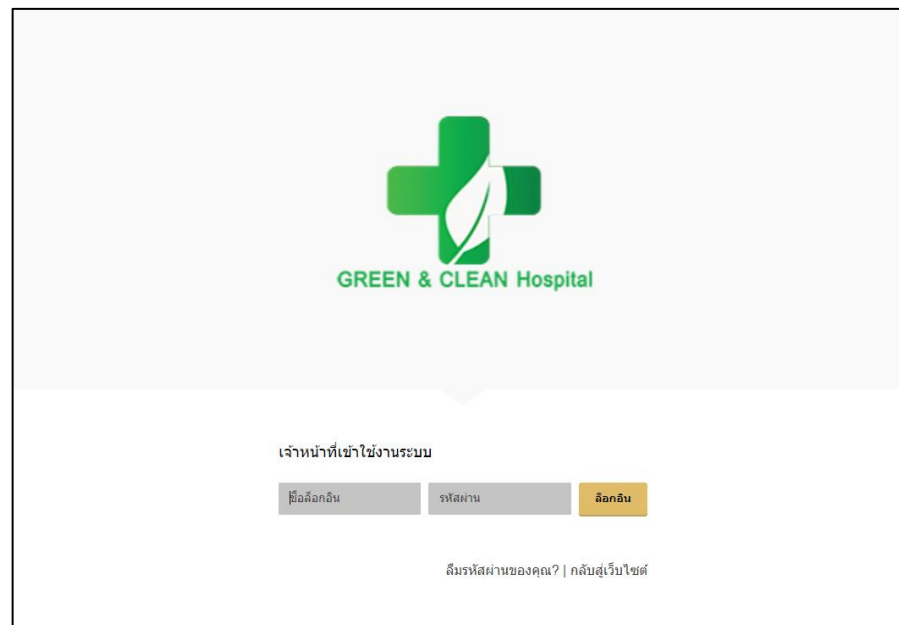 GREEN & CLEAN Hospital
เจ้าหน้าที่เข้าใช้งานระบบ
ชื่อล็อกอิน รหัสผ่าน ล็อกอิน
ลืมรหัสผ่านของคุณ? | กลับสู่เว็บไซต์